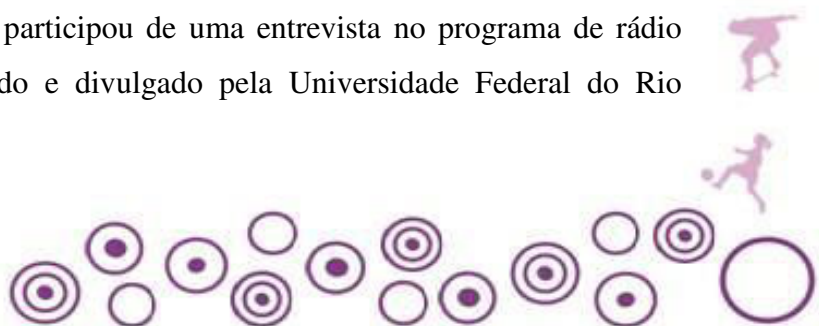 participou de uma entrevista no programa de rádio
do e divulgado pela Universidade Federal do Rio